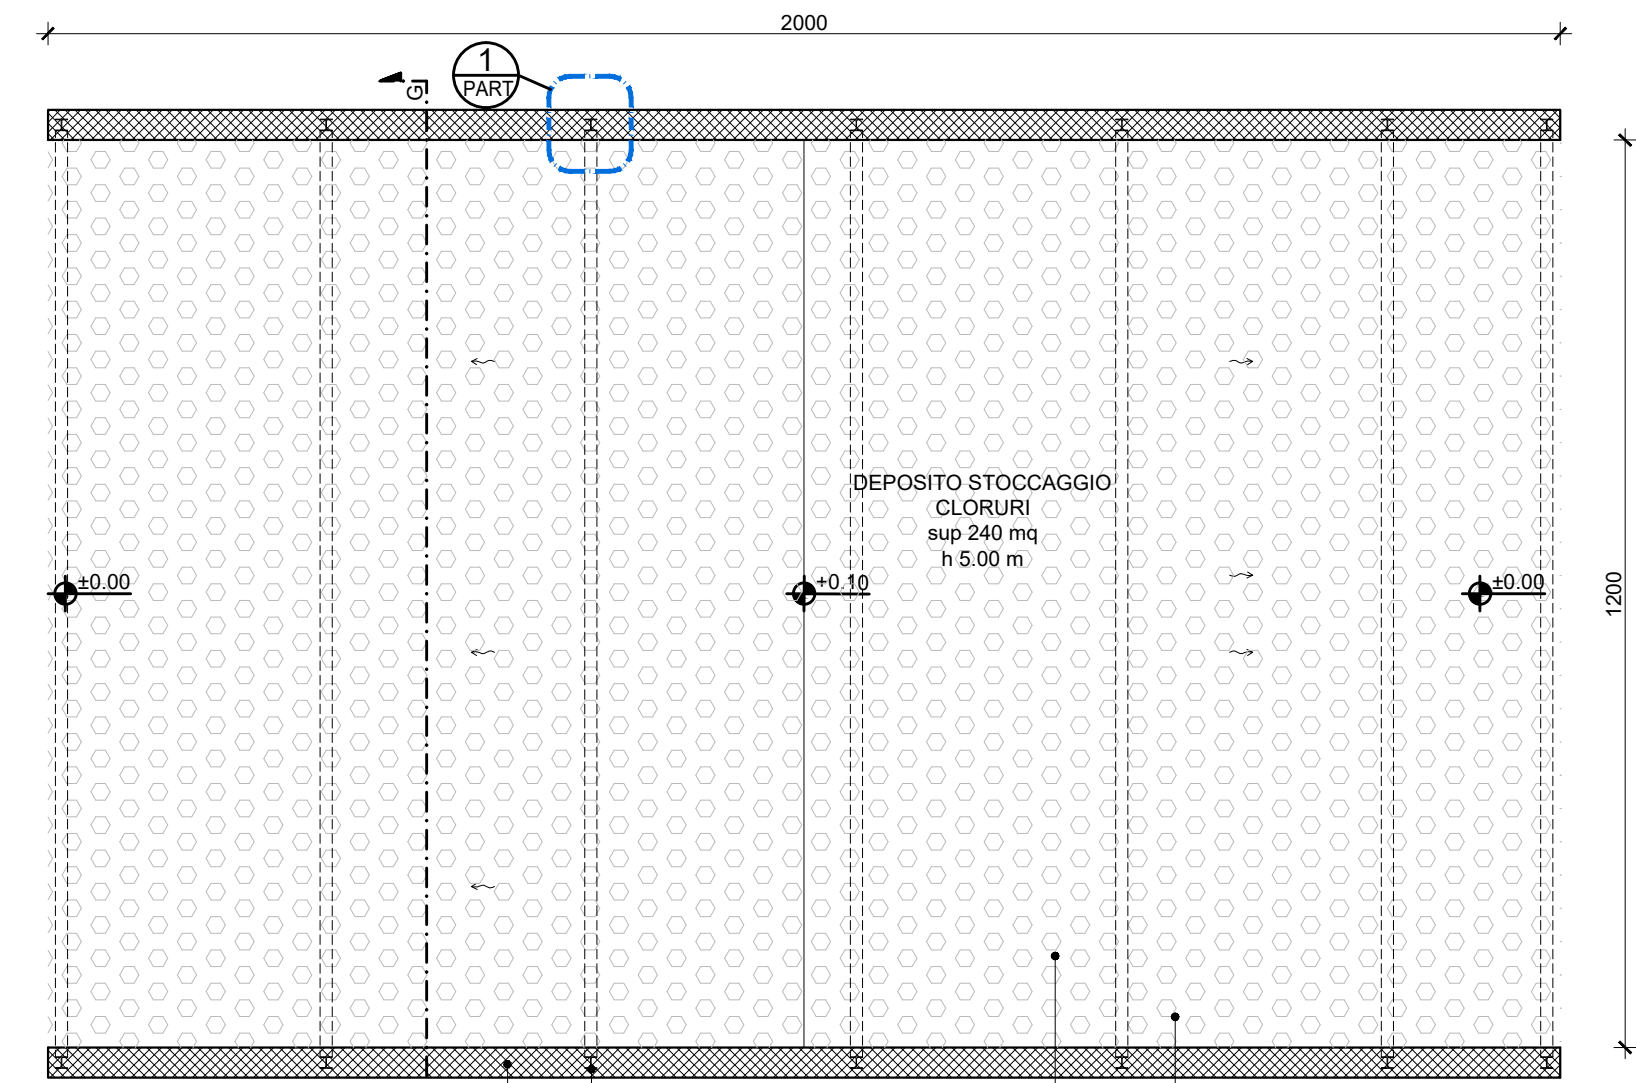 2000
1
PART
G
DEPOSITO STOCCAGGIO
CLORURI
sup 240 mq
h 5.00 m
±0.00
+0.10
±0.00
1200